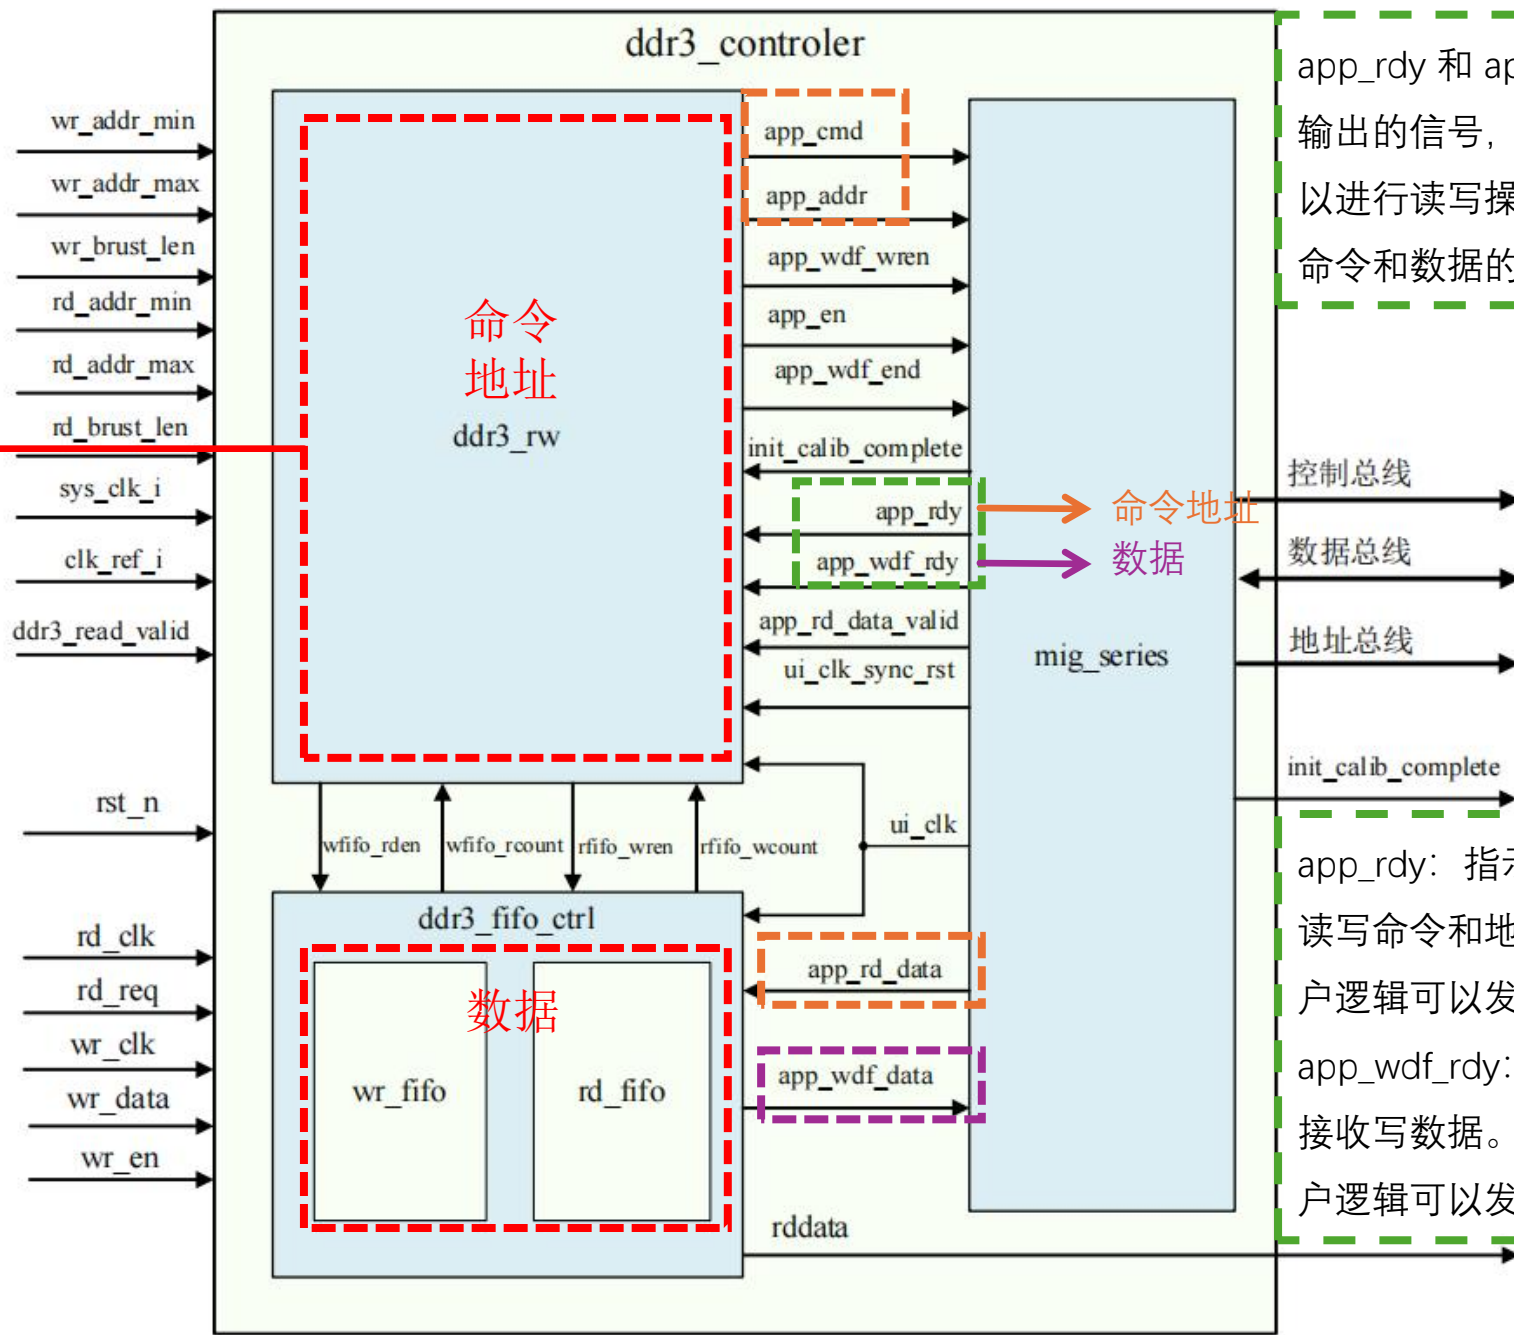 ddr3_controler
wr_addr_min
wr_addr_max
wr_brust_len
rd_addr_min
rd_addr_max
rd_brust_len
sys_clk_i
clk_ref_i
ddr3_read_valid
rst_n
rd_clk
rd_req
wr_clk
wr_data
wr_en
命令
地址
ddr3_rw
app_cmd
app_addr
app_wdf_wren
app_en
app_wdf_end
init_calib_complete
app_rdy
app_wdf_rdy
app_rd_data_valid
ui_clk_sync_rst
ui_clk
命令地址
数据
mig_series
wfifo_rden
wfifo_rcount
rfifo_wren
rfifo_wcount
ddr3_fifo_ctrl
数据
wr_fifo
rd_fifo
app_rd_data
app_wdf_data
rddata
app_rdy 和 ap
输出的信号,
以进行读写操
命令和数据的
控制总线
数据总线
地址总线
init_calib_complete
app_rdy：指示
读写命令和地
户逻辑可以发
app_wdf_rdy：
接收写数据。
户逻辑可以发